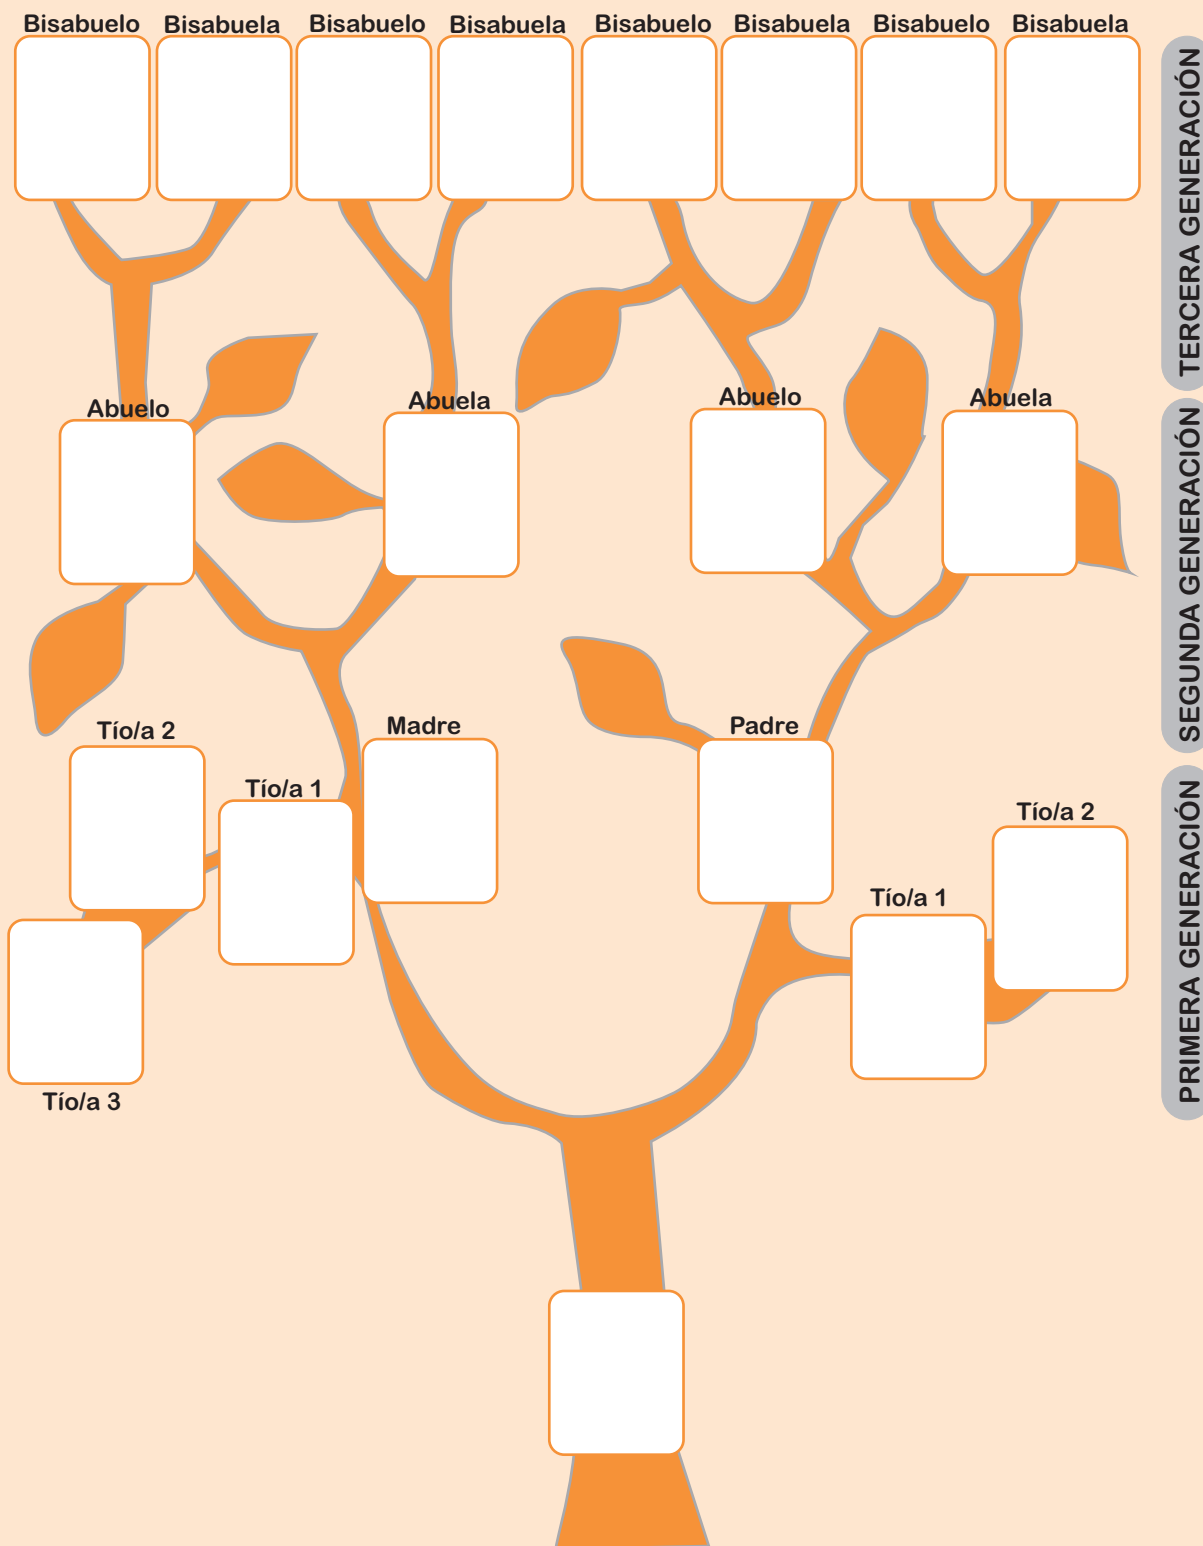 Bisabuelo Bisabuela Bisabuelo Bisabuela Bisabuelo Bisabuela Bisabuelo Bisabuela
TERCERA GENERACIÓN
Abuelo Abuela Abuelo Abuela
SEGUNDA GENERACIÓN
Tío/a 2 Madre Padre
Tío/a 1 Tío/a 2
PRIMERA GENERACIÓN
Tío/a 1
Tío/a 3